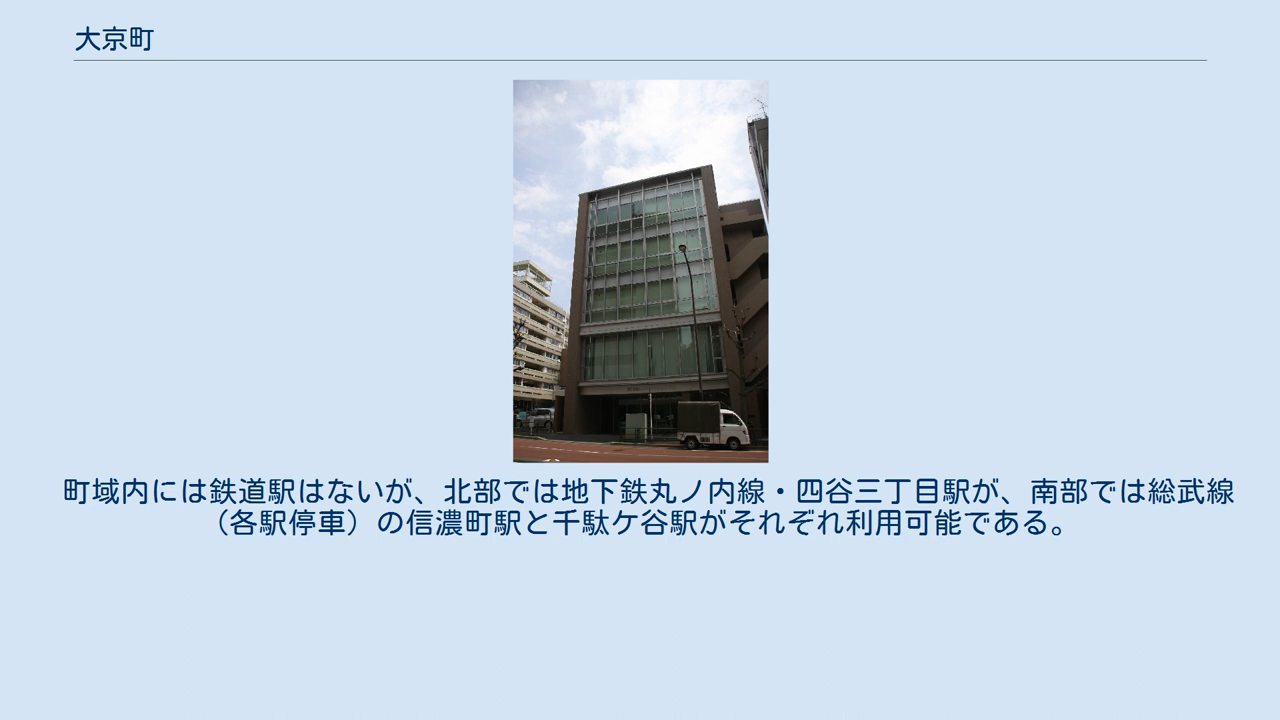 大京町
町域内には鉄道駅はないが、北部では地下鉄丸ノ内線・四谷三丁目駅が、南部では総武線
（各駅停車）の信濃町駅と千駄ケ谷駅がそれぞれ利用可能である。